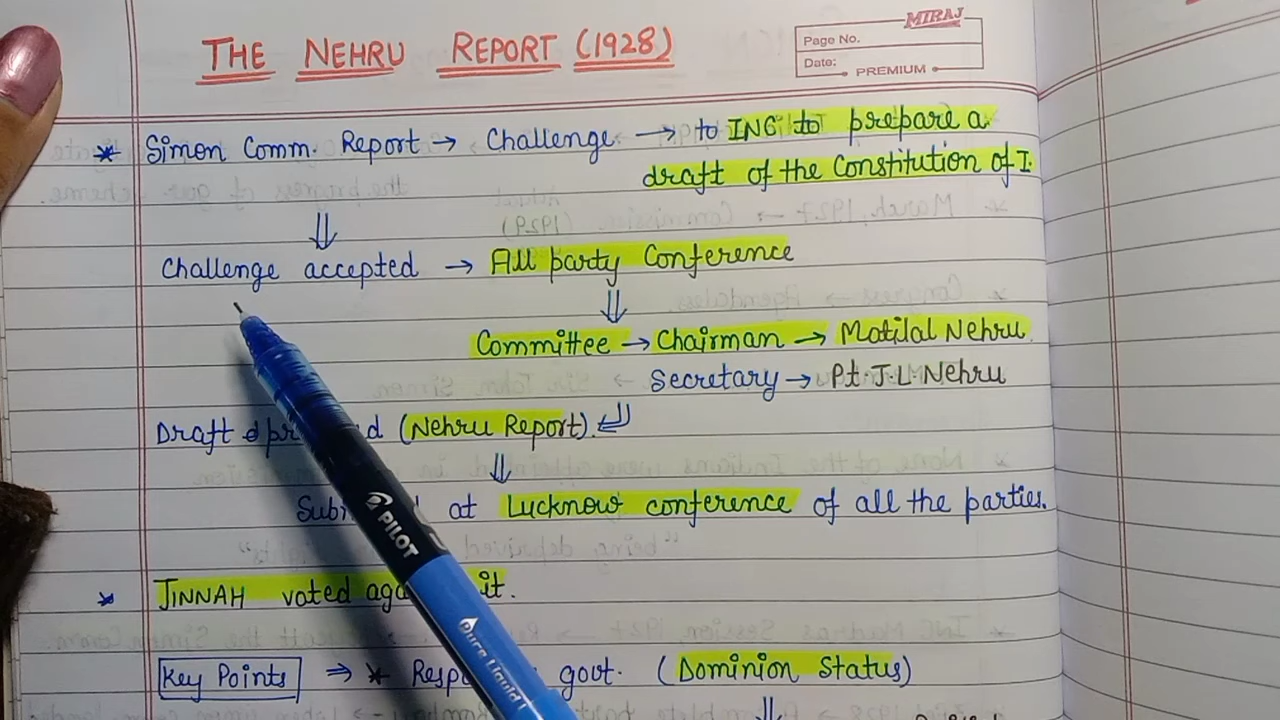 MIRAJ
Page No.
Date:
PREMIUM
THE NEHRU REPORT (1928)
* Simon Comm. Report → Challenge → to INC to prepare a
draft of the Constitution of I.
⇓
Challenge accepted → All party Conference
⇓
Committee → Chairman → Motilal Nehru.
Secretary → Pt. J.L. Nehru
Draft (Nehru Report).
⇓
at Lucknow conference of all the parties.
* JINNAH voted it.
Key Points ⇒ * govt. (Dominion Status)
⇓
PILOT
Pure Liquid